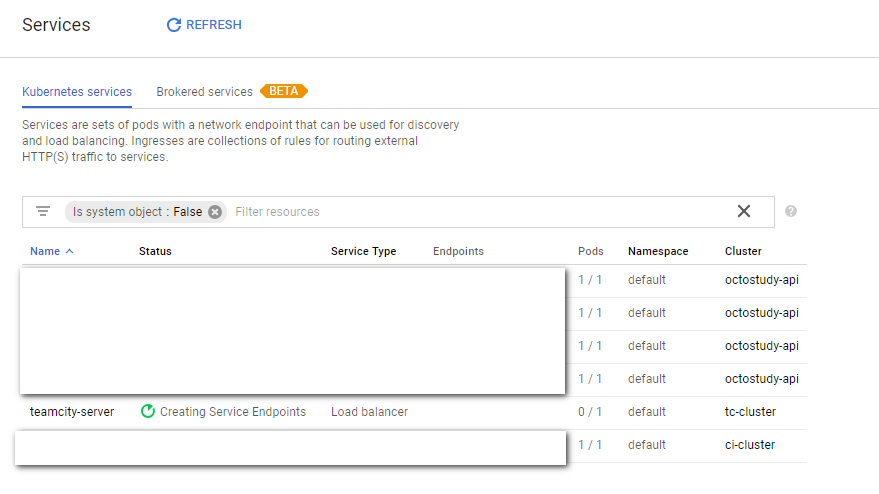 Services REFRESH
Kubernetes services Brokered services BETA
Services are sets of pods with a network endpoint that can be used for discovery
and load balancing. Ingresses are collections of rules for routing external
HTTP(S) traffic to services.
Is system object : False Filter resources
Name Status Service Type Endpoints Pods Namespace Cluster
1 / 1 default octostudy-api
1 / 1 default octostudy-api
1 / 1 default octostudy-api
1 / 1 default octostudy-api
teamcity-server Creating Service Endpoints Load balancer 0 / 1 default tc-cluster
1 / 1 default ci-cluster